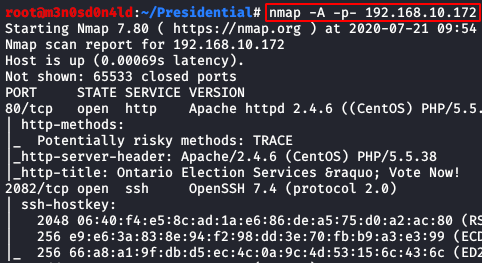 root@m3n0sd0n4ld:~/Presidential# nmap -A -p- 192.168.10.172
Starting Nmap 7.80 ( https://nmap.org ) at 2020-07-21 09:54
Nmap scan report for 192.168.10.172
Host is up (0.00069s latency).
Not shown: 65533 closed ports
PORT     STATE SERVICE VERSION
80/tcp   open  http    Apache httpd 2.4.6 ((CentOS) PHP/5.5.
| http-methods:
|_  Potentially risky methods: TRACE
|_http-server-header: Apache/2.4.6 (CentOS) PHP/5.5.38
|_http-title: Ontario Election Services &raquo; Vote Now!
2082/tcp open  ssh     OpenSSH 7.4 (protocol 2.0)
| ssh-hostkey:
|   2048 06:40:f4:e5:8c:ad:1a:e6:86:de:a5:75:d0:a2:ac:80 (RS
|   256 e9:e6:3a:83:8e:94:f2:98:dd:3e:70:fb:b9:a3:e3:99 (ECD
|_  256 66:a8:a1:9f:db:d5:ec:4c:0a:9c:4d:53:15:6c:43:6c (ED2